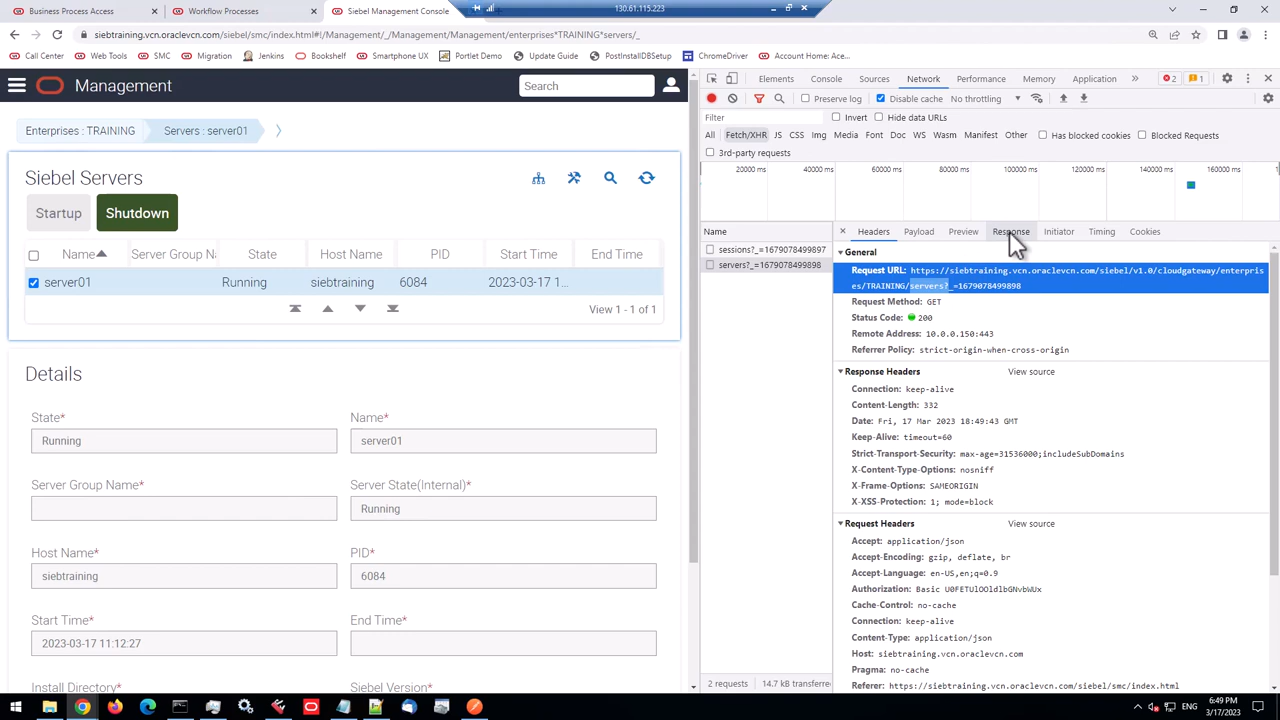 Business Process Access
Workflow Processes
Siebel Management Console
130.61.115.223
siebtraining.vcn.oraclevcn.com/siebel/smc/index.html#!/Management/_/Management/Management/enterprises*TRAINING*servers/_
Call Center
Web Tools
SMC
Migration
Jenkins
Bookshelf
Smartphone UX
Portlet Demo
Update Guide
PostInstallDBSetup
ChromeDriver
Account Home: Ace...
Management
Search
Enterprises : TRAINING
Servers : server01
Siebel Servers
Startup
Shutdown
Name
Server Group N
State
Host Name
PID
Start Time
End Time
server01
Running
siebtraining
6084
2023-03-17 1...
View 1 - 1 of 1
Details
State*
Name*
Running
server01
Server Group Name*
Server State(Internal)*
Running
Host Name*
PID*
siebtraining
6084
Start Time*
End Time*
2023-03-17 11:12:27
Install Directory*
Siebel Version*
Elements
Console
Sources
Network
Performance
Memory
Application
2
1
Preserve log
Disable cache
No throttling
Filter
Invert
Hide data URLs
All
Fetch/XHR
JS
CSS
Img
Media
Font
Doc
WS
Wasm
Manifest
Other
Has blocked cookies
Blocked Requests
3rd-party requests
20000 ms
40000 ms
60000 ms
80000 ms
100000 ms
120000 ms
140000 ms
160000 ms
Name
Headers
Payload
Preview
Response
Initiator
Timing
Cookies
sessions?_=1679078499897
servers?_=1679078499898
General
Request URL: https://siebtraining.vcn.oraclevcn.com/siebel/v1.0/cloudgateway/enterpris
es/TRAINING/servers?_=1679078499898
Request Method: GET
Status Code: 200
Remote Address: 10.0.0.150:443
Referrer Policy: strict-origin-when-cross-origin
Response Headers
View source
Connection: keep-alive
Content-Length: 332
Date: Fri, 17 Mar 2023 18:49:43 GMT
Keep-Alive: timeout=60
Strict-Transport-Security: max-age=31536000;includeSubDomains
X-Content-Type-Options: nosniff
X-Frame-Options: SAMEORIGIN
X-XSS-Protection: 1; mode=block
Request Headers
View source
Accept: application/json
Accept-Encoding: gzip, deflate, br
Accept-Language: en-US,en;q=0.9
Authorization: Basic U0FETUlOOldlbGNvbWUx
Cache-Control: no-cache
Connection: keep-alive
Content-Type: application/json
Host: siebtraining.vcn.oraclevcn.com
Pragma: no-cache
Referer: https://siebtraining.vcn.oraclevcn.com/siebel/smc/index.html
2 requests
14.7 kB transferre
6:49 PM
3/17/2023